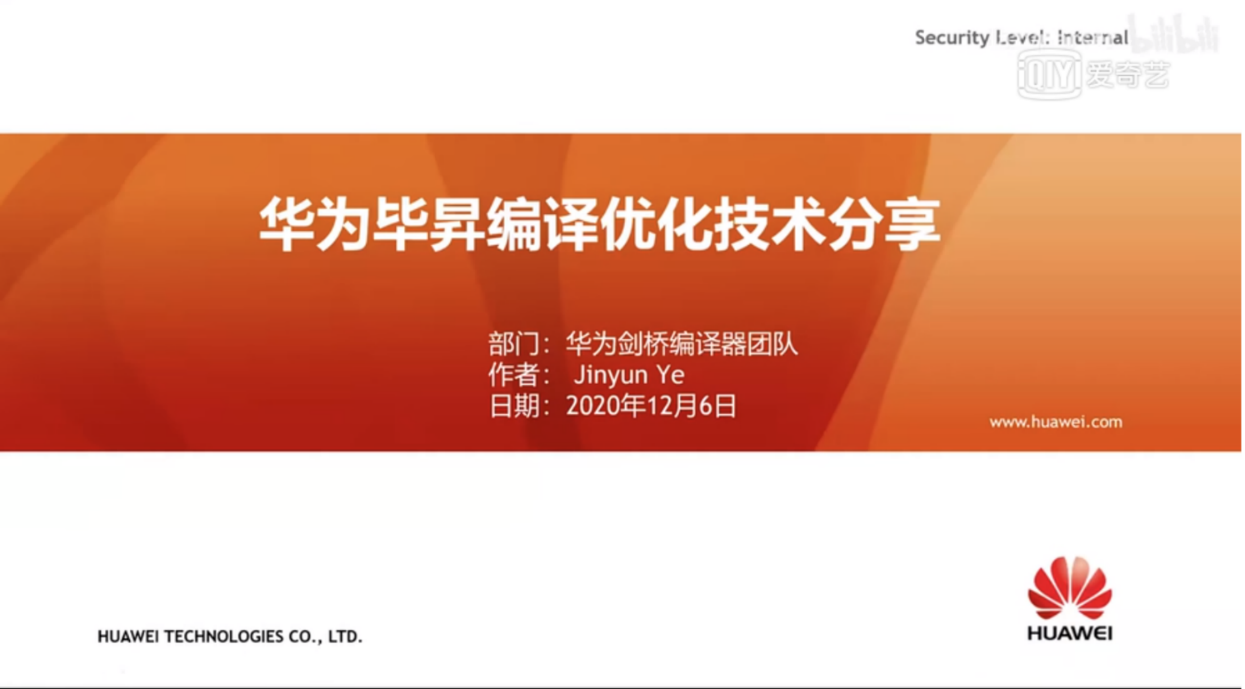 Security Level: Internal
bilibili
iQIYI 爱奇艺
华为毕昇编译优化技术分享
部门：华为剑桥编译器团队
作者： Jinyun Ye
日期：2020年12月6日
www.huawei.com
HUAWEI TECHNOLOGIES CO., LTD.
HUAWEI